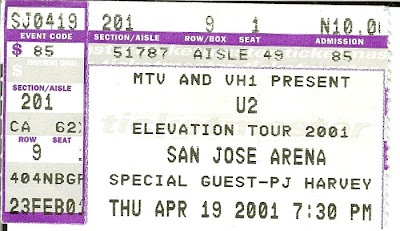 SJ0419 201 9 1 N10.0
EVENT CODE SECTION/AISLE ROW/BOX SEAT ADMISSION
$ 85 51787 AISLE 49 85
MTV AND VH1 PRESENT
SECTION/AISLE U2
201 ELEVATION TOUR 2001
CA 62
ROW SEAT SAN JOSE ARENA
9 1
404NBGF SPECIAL GUEST-PJ HARVEY
23FEB01 THU APR 19 2001 7:30 PM